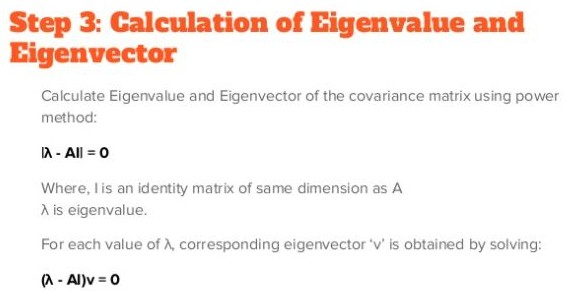 Step 3: Calculation of Eigenvalue and
Eigenvector
Calculate Eigenvalue and Eigenvector of the covariance matrix using power
method:
|λ - AI| = 0
Where, I is an identity matrix of same dimension as A
λ is eigenvalue.
For each value of λ, corresponding eigenvector ‘v’ is obtained by solving:
(λ - AI)v = 0